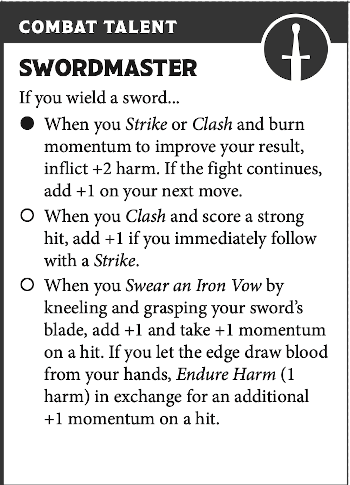 COMBAT TALENT
SWORDMASTER
If you wield a sword...
When you Strike or Clash and burn
momentum to improve your result,
inflict +2 harm. If the fight continues,
add +1 on your next move.
When you Clash and score a strong
hit, add +1 if you immediately follow
with a Strike.
When you Swear an Iron Vow by
kneeling and grasping your sword's
blade, add +1 and take +1 momentum
on a hit. If you let the edge draw blood
from your hands, Endure Harm (1
harm) in exchange for an additional
+1 momentum on a hit.